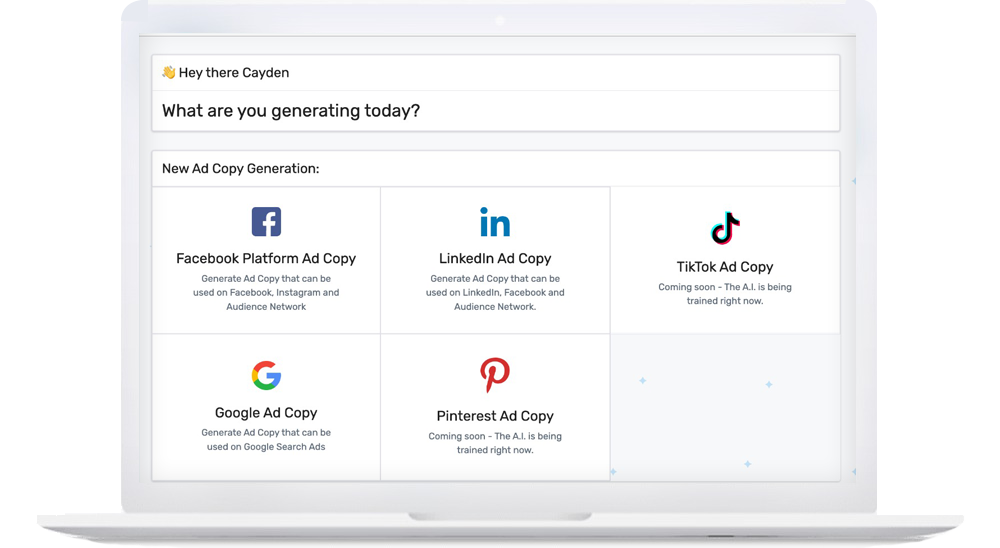 👋 Hey there Cayden
What are you generating today?
New Ad Copy Generation:
Facebook Platform Ad Copy
Generate Ad Copy that can be
used on Facebook, Instagram and
Audience Network
LinkedIn Ad Copy
Generate Ad Copy that can be
used on LinkedIn, Facebook and
Audience Network.
TikTok Ad Copy
Coming soon - The A.I. is being
trained right now.
Google Ad Copy
Generate Ad Copy that can be
used on Google Search Ads
Pinterest Ad Copy
Coming soon - The A.I. is being
trained right now.